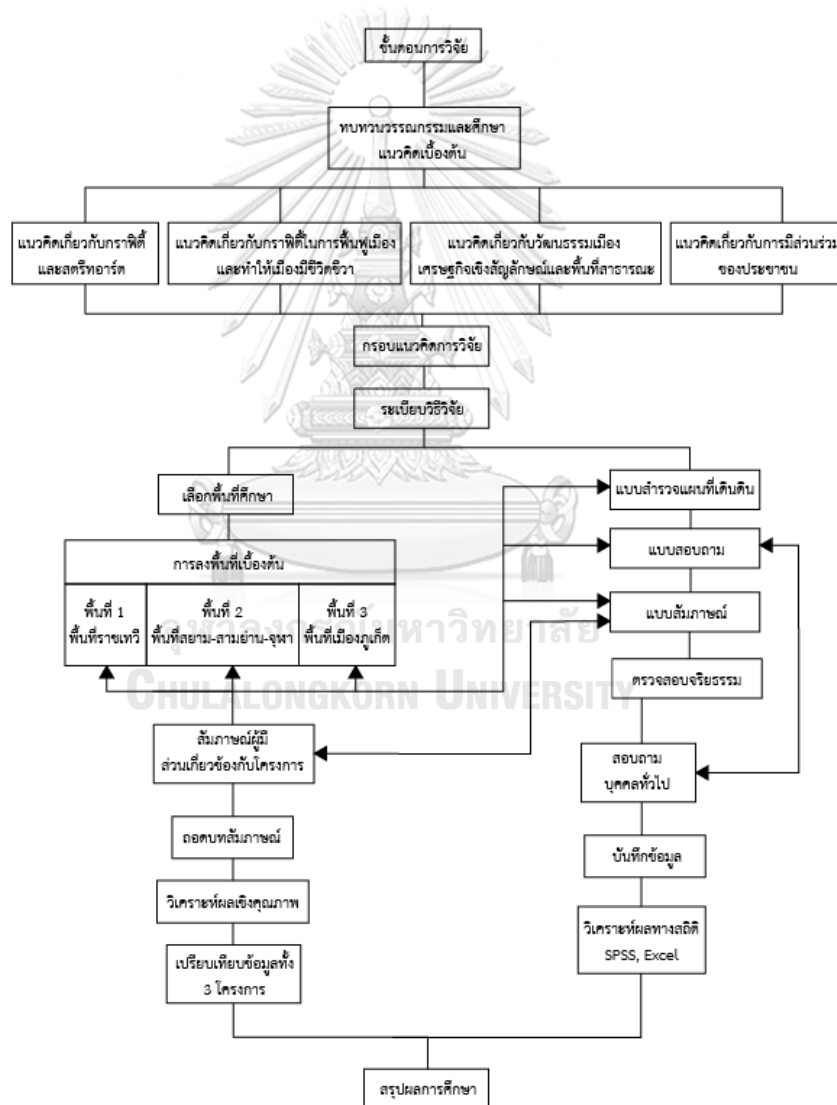 ขั้นตอนการวิจัย
ทบทวนวรรณกรรมและศึกษา
แนวคิดเบื้องต้น
แนวคิดเกี่ยวกับกราฟิตี้
และสตรีทอาร์ต
แนวคิดเกี่ยวกับกราฟิตี้ในการฟื้นฟูเมือง
และทำให้เมืองมีชีวิตชีวา
แนวคิดเกี่ยวกับวัฒนธรรมเมือง
เศรษฐกิจเชิงสัญลักษณ์และพื้นที่สาธารณะ
แนวคิดเกี่ยวกับการมีส่วนร่วม
ของประชาชน
กรอบแนวคิดการวิจัย
ระเบียบวิธีวิจัย
เลือกพื้นที่ศึกษา
แบบสำรวจแผนที่เดินดิน
การลงพื้นที่เบื้องต้น
แบบสอบถาม
พื้นที่ 1
พื้นที่ราชเทวี
พื้นที่ 2
พื้นที่สยาม-สามย่าน-จุฬา
พื้นที่ 3
พื้นที่เมืองภูเก็ต
แบบสัมภาษณ์
จุฬาลงกรณ์มหาวิทยาลัย
CHULALONGKORN UNIVERSITY
ตรวจสอบจริยธรรม
สัมภาษณ์ผู้มี
ส่วนเกี่ยวข้องกับโครงการ
สอบถาม
บุคคลทั่วไป
ถอดบทสัมภาษณ์
บันทึกข้อมูล
วิเคราะห์ผลเชิงคุณภาพ
วิเคราะห์ผลทางสถิติ
SPSS, Excel
เปรียบเทียบข้อมูลทั้ง
3 โครงการ
สรุปผลการศึกษา